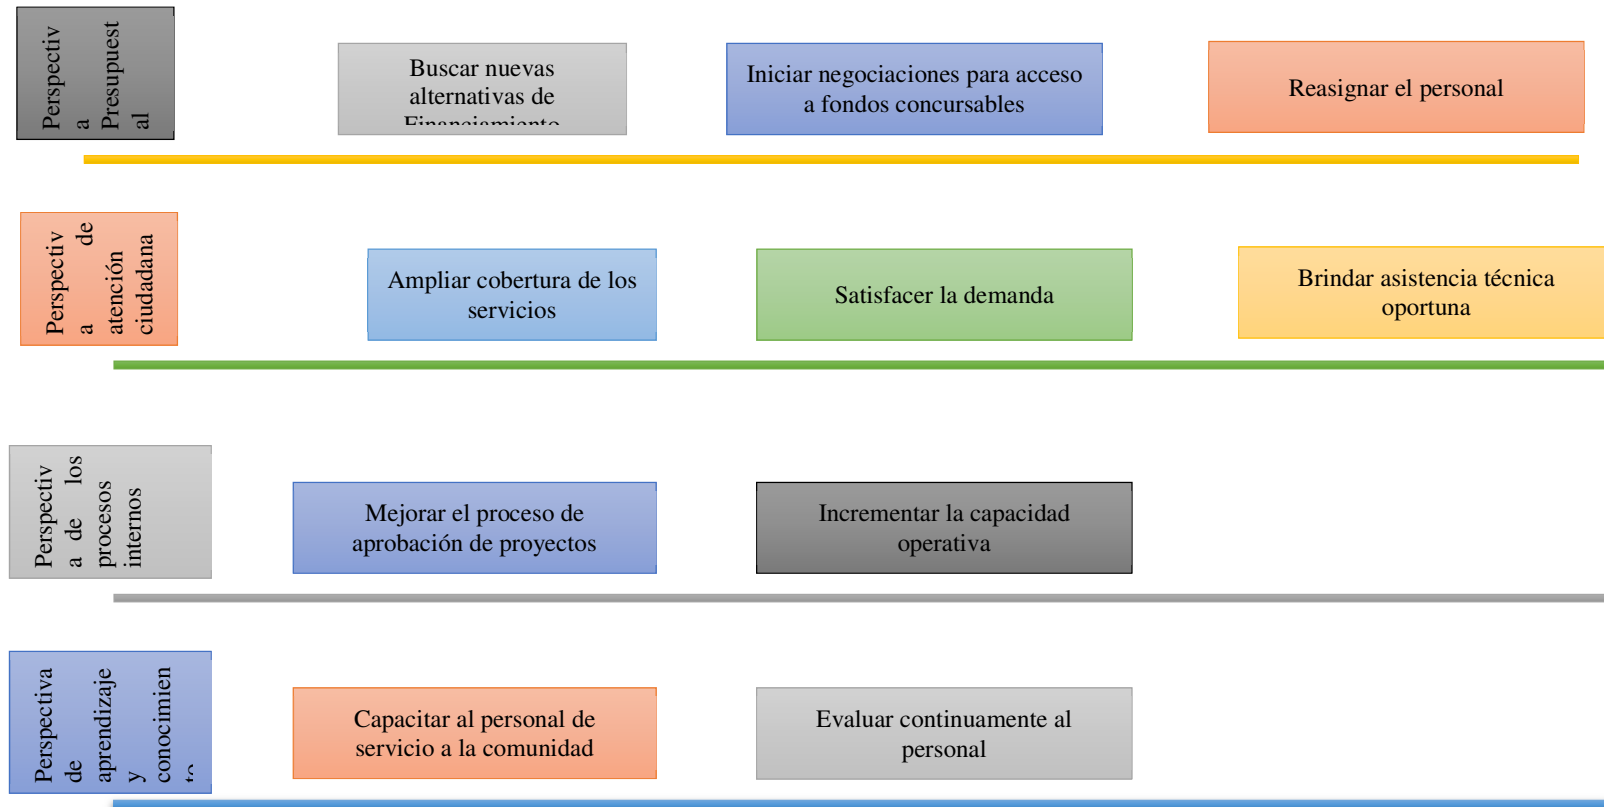 Perspectiv
a
Presupuest
al
Buscar nuevas
alternativas de
Financiamiento
Iniciar negociaciones para acceso
a fondos concursables
Reasignar el personal
Perspectiv
a de
atención
ciudadana
Ampliar cobertura de los
servicios
Satisfacer la demanda
Brindar asistencia técnica
oportuna
Perspectiv
a de los
procesos
internos
Mejorar el proceso de
aprobación de proyectos
Incrementar la capacidad
operativa
Perspectiva
de
aprendizaje
y
conocimien
to
Capacitar al personal de
servicio a la comunidad
Evaluar continuamente al
personal